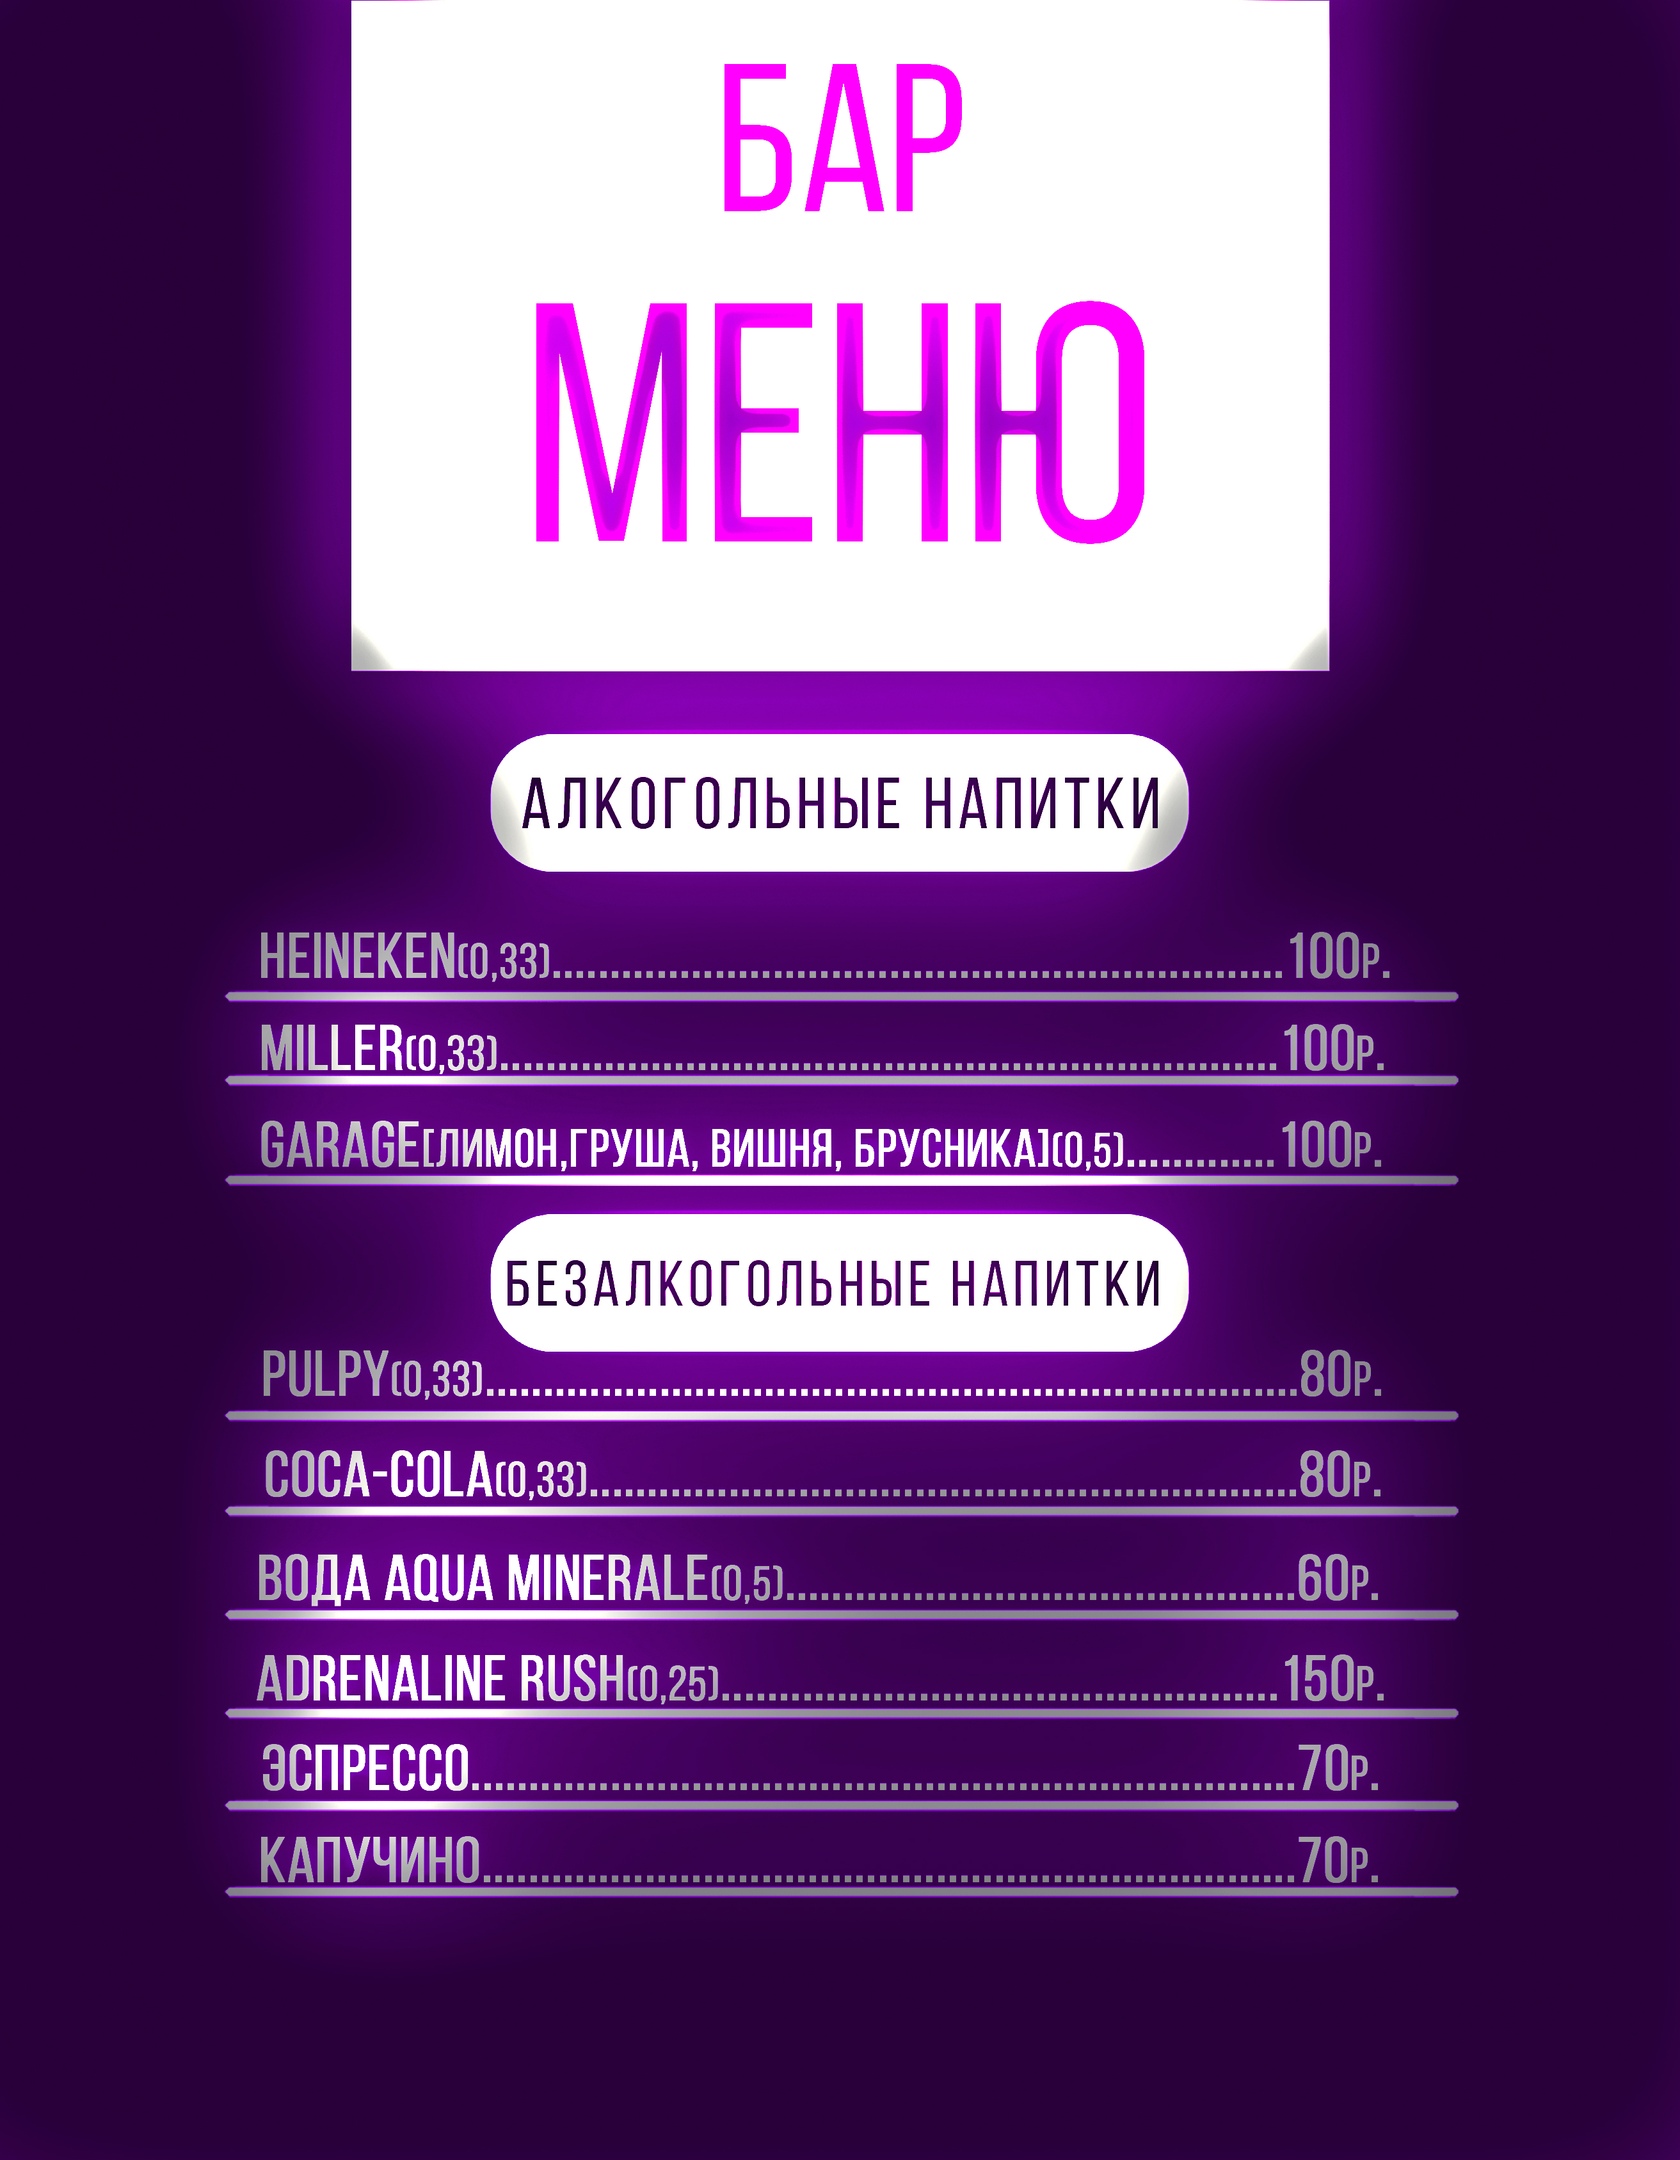 БАР
МЕНЮ
АЛКОГОЛЬНЫЕ НАПИТКИ
HEINEKEN(0,33)..................................................100Р.
MILLER(0,33).....................................................100Р.
GARAGE[ЛИМОН,ГРУША, ВИШНЯ, БРУСНИКА](0,5)..........100Р.
БЕЗАЛКОГОЛЬНЫЕ НАПИТКИ
PULPY(0,33).......................................................80Р.
COCA-COLA(0,33)................................................80Р.
ВОДА AQUA MINERALE(0,5)...................................60Р.
ADRENALINE RUSH(0,25)......................................150Р.
ЭСПРЕССО........................................................70Р.
КАПУЧИНО.......................................................70Р.